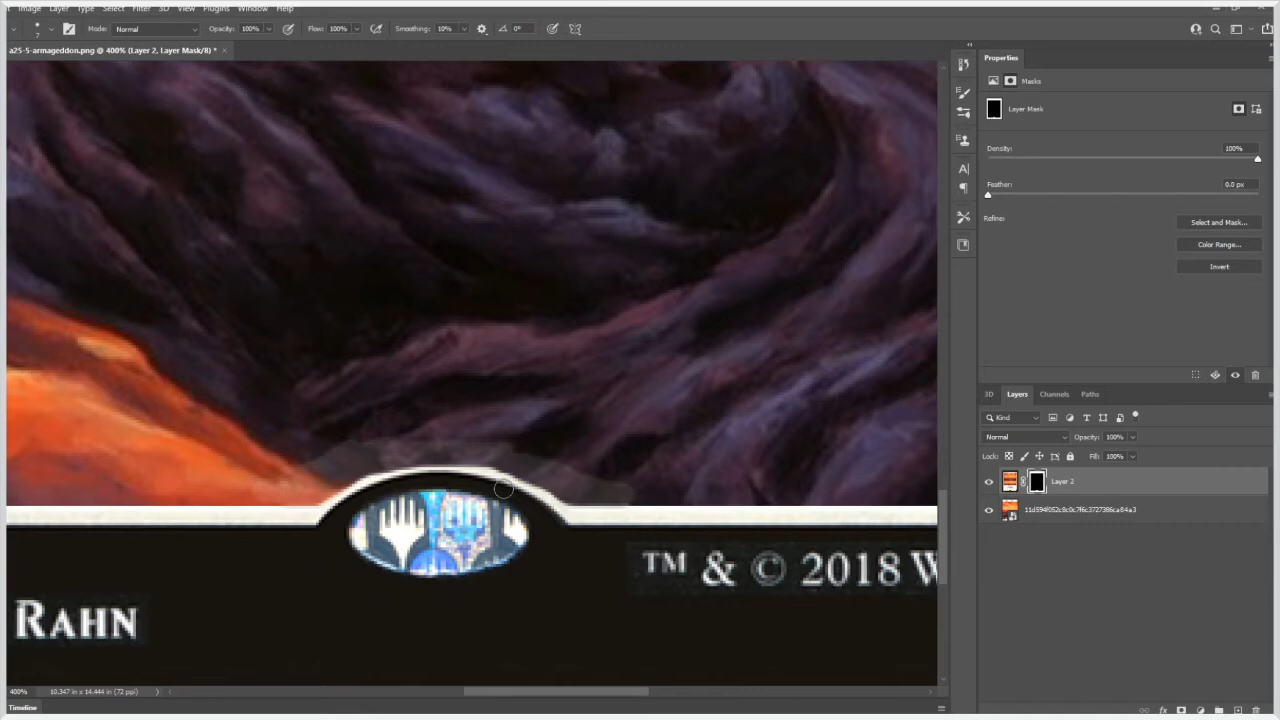 Image Layer Type Select Filter 3D View Plugins Window Help
7 Mode: Normal Opacity: 100% Flow: 100% Smoothing: 10% 0°
a25-5-armageddon.png @ 400% (Layer 2, Layer Mask/8) * ×
Properties
Masks
Layer Mask
Density: 100%
Feather: 0.0 px
Refine: Select and Mask...
Color Range...
Invert
3D Layers Channels Paths
Kind
Normal Opacity: 100%
Lock: Fill: 100%
Layer 2
™ & © 2018 W
RAHN
400% 10.347 in x 14.444 in (72 ppi)
Timeline